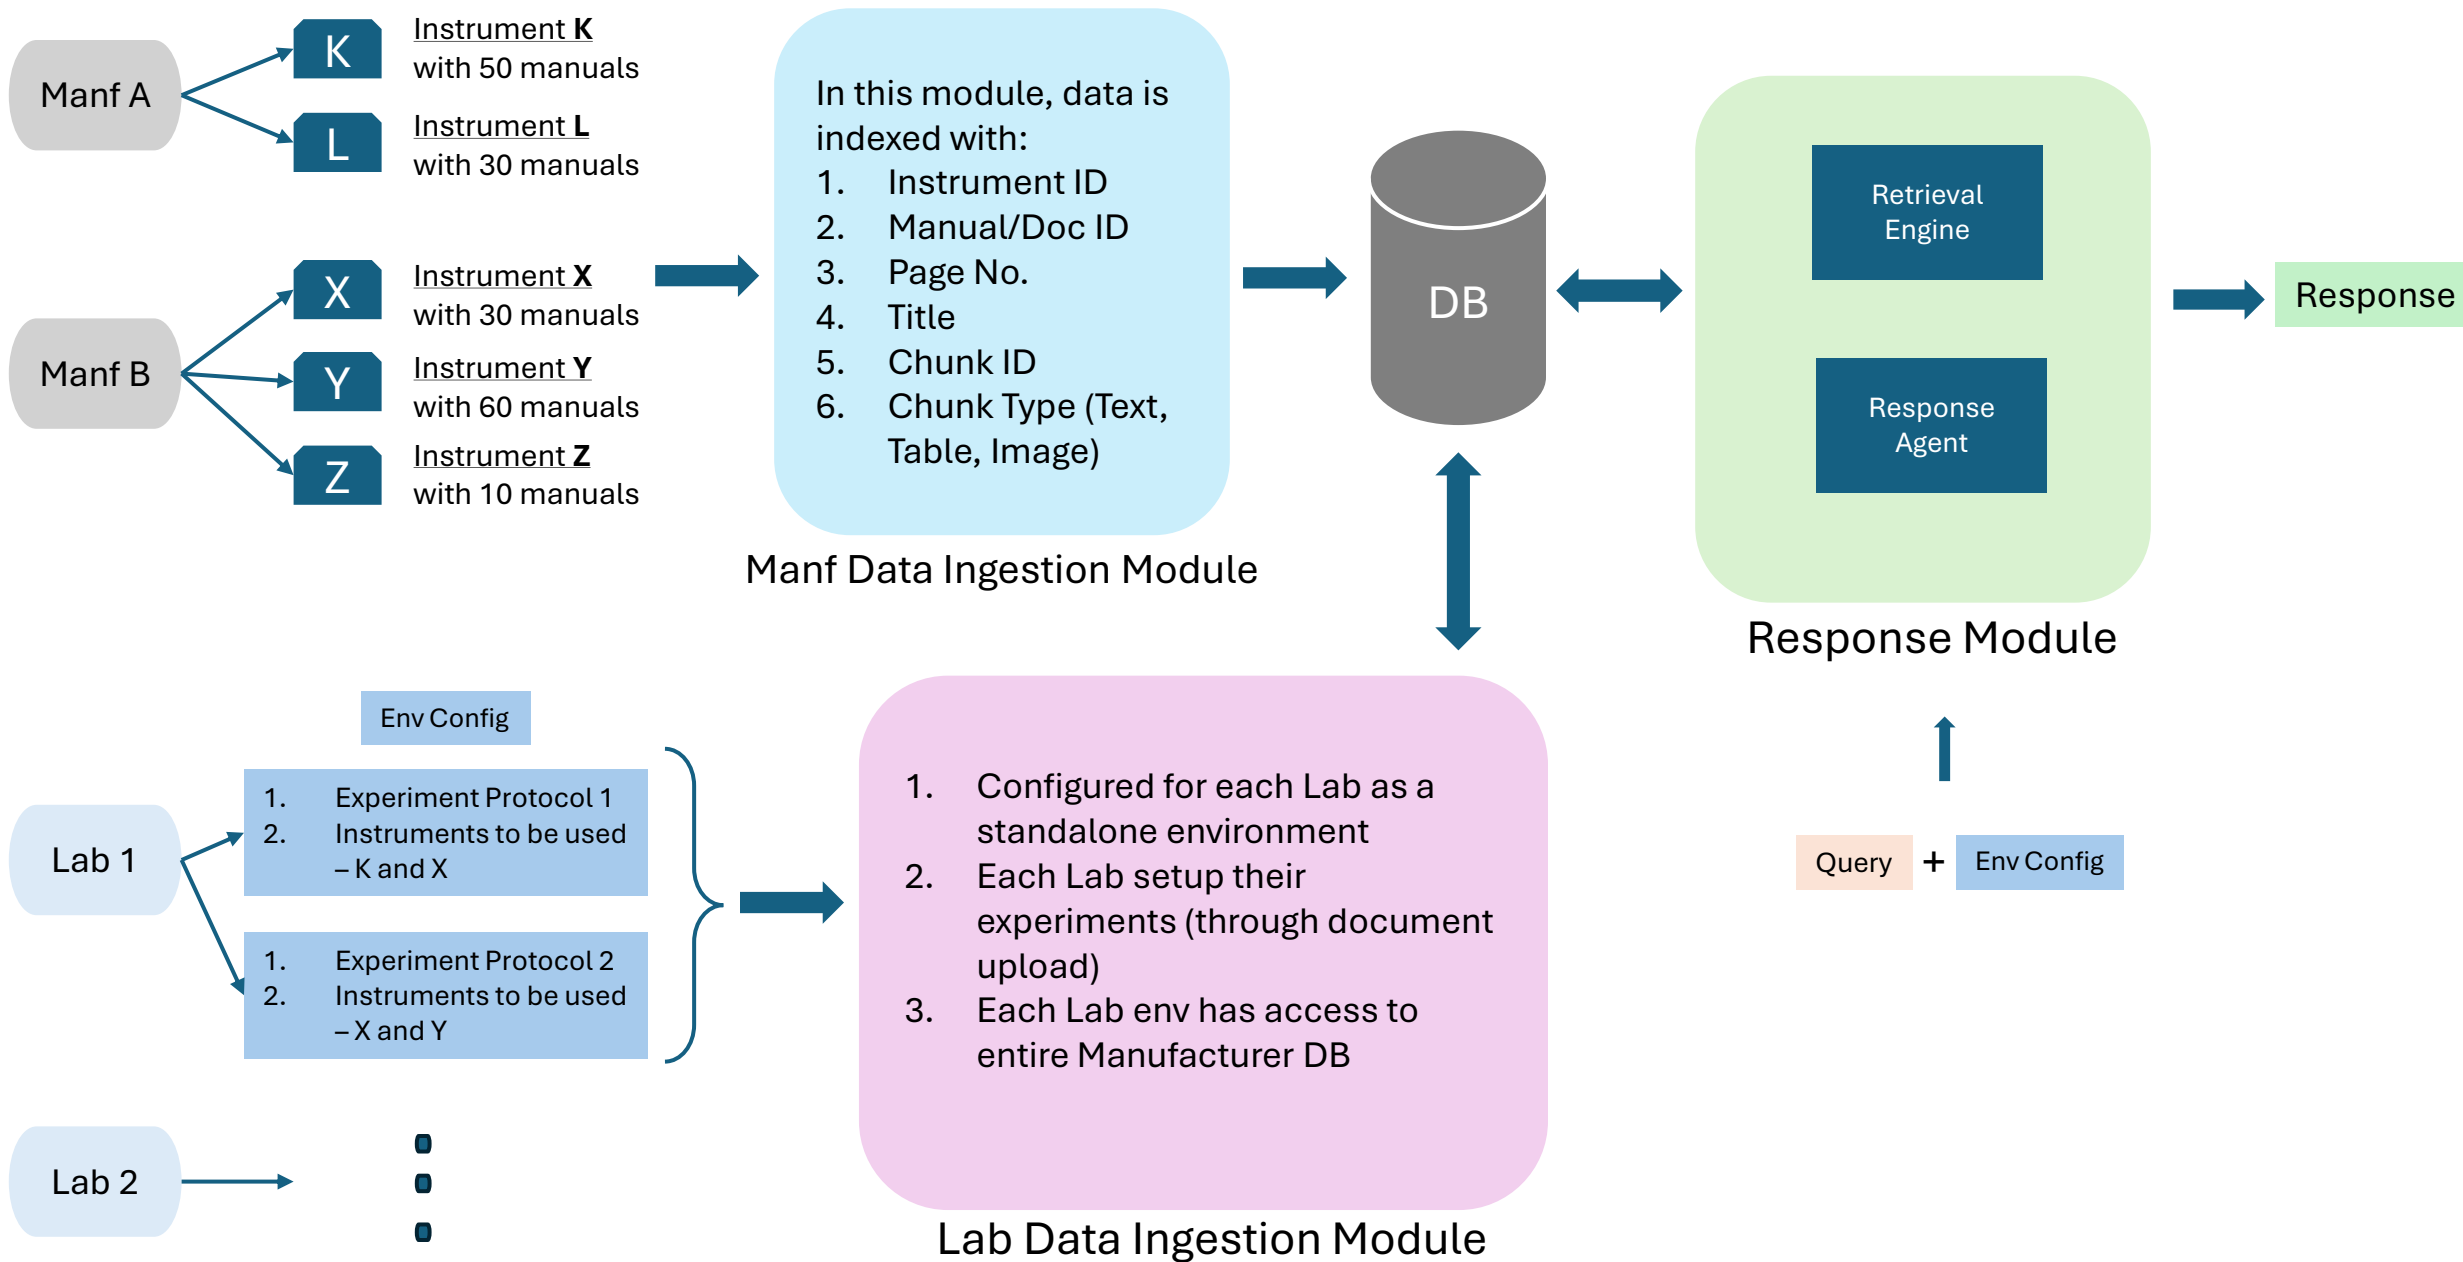 Manf A
K
Instrument K
with 50 manuals
L
Instrument L
with 30 manuals
Manf B
X
Instrument X
with 30 manuals
Y
Instrument Y
with 60 manuals
Z
Instrument Z
with 10 manuals
In this module, data is
indexed with:
1. Instrument ID
2. Manual/Doc ID
3. Page No.
4. Title
5. Chunk ID
6. Chunk Type (Text,
Table, Image)
Manf Data Ingestion Module
DB
Retrieval
Engine
Response
Agent
Response Module
Response
Query
+
Env Config
Env Config
Lab 1
1. Experiment Protocol 1
2. Instruments to be used
– K and X
1. Experiment Protocol 2
2. Instruments to be used
– X and Y
Lab 2
1. Configured for each Lab as a
standalone environment
2. Each Lab setup their
experiments (through document
upload)
3. Each Lab env has access to
entire Manufacturer DB
Lab Data Ingestion Module